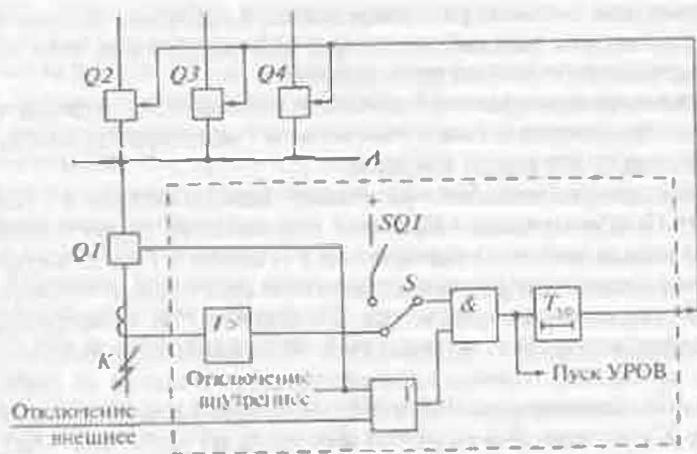 Q2
Q3
Q4
A
Q1
SQ1
+
S
&
I>
K
Отключение
внутреннее
1
Пуск УРОВ
Отключение
внешнее